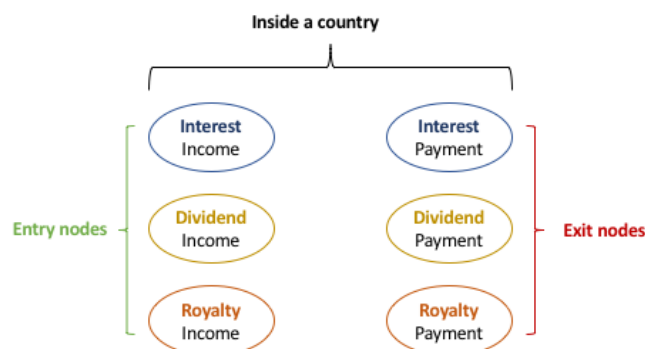 Inside a country
Interest
Income
Interest
Payment
Entry nodes
Dividend
Income
Dividend
Payment
Exit nodes
Royalty
Income
Royalty
Payment